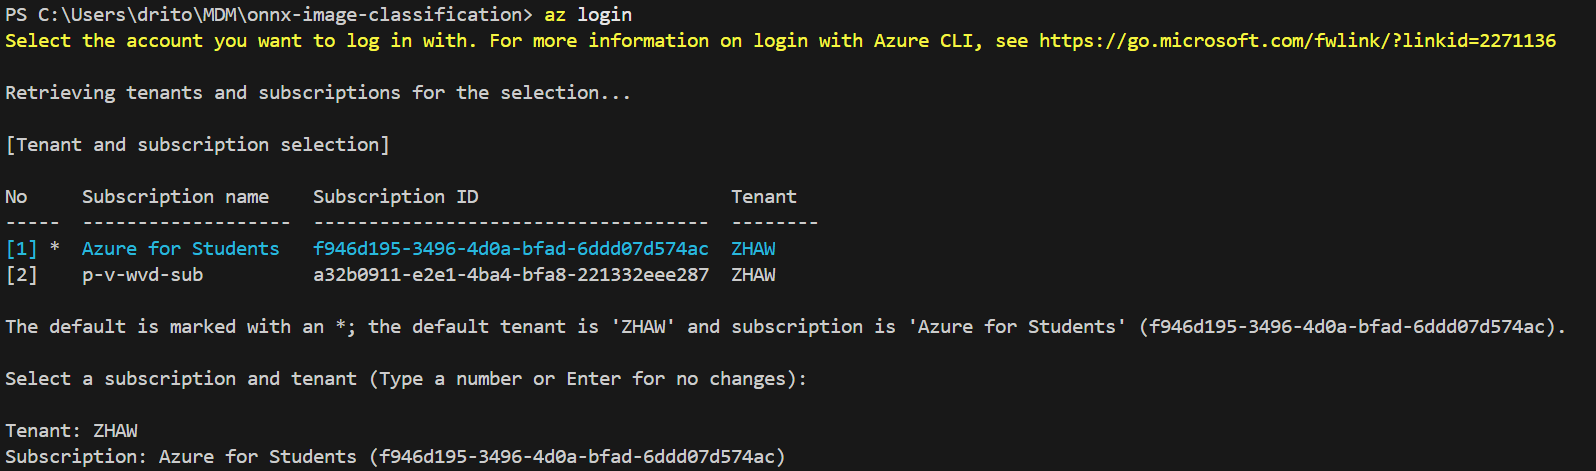 PS C:\Users\drito\MDM\onnx-image-classification> az login
Select the account you want to log in with. For more information on login with Azure CLI, see https://go.microsoft.com/fwlink/?linkid=2271136
Retrieving tenants and subscriptions for the selection...
[Tenant and subscription selection]
No     Subscription name    Subscription ID                       Tenant
-----  -------------------  ------------------------------------  --------
[1] *  Azure for Students   f946d195-3496-4d0a-bfad-6ddd07d574ac  ZHAW
[2]    p-v-wvd-sub          a32b0911-e2e1-4ba4-bfa8-221332eee287  ZHAW
The default is marked with an *; the default tenant is 'ZHAW' and subscription is 'Azure for Students' (f946d195-3496-4d0a-bfad-6ddd07d574ac).
Select a subscription and tenant (Type a number or Enter for no changes):
Tenant: ZHAW
Subscription: Azure for Students (f946d195-3496-4d0a-bfad-6ddd07d574ac)